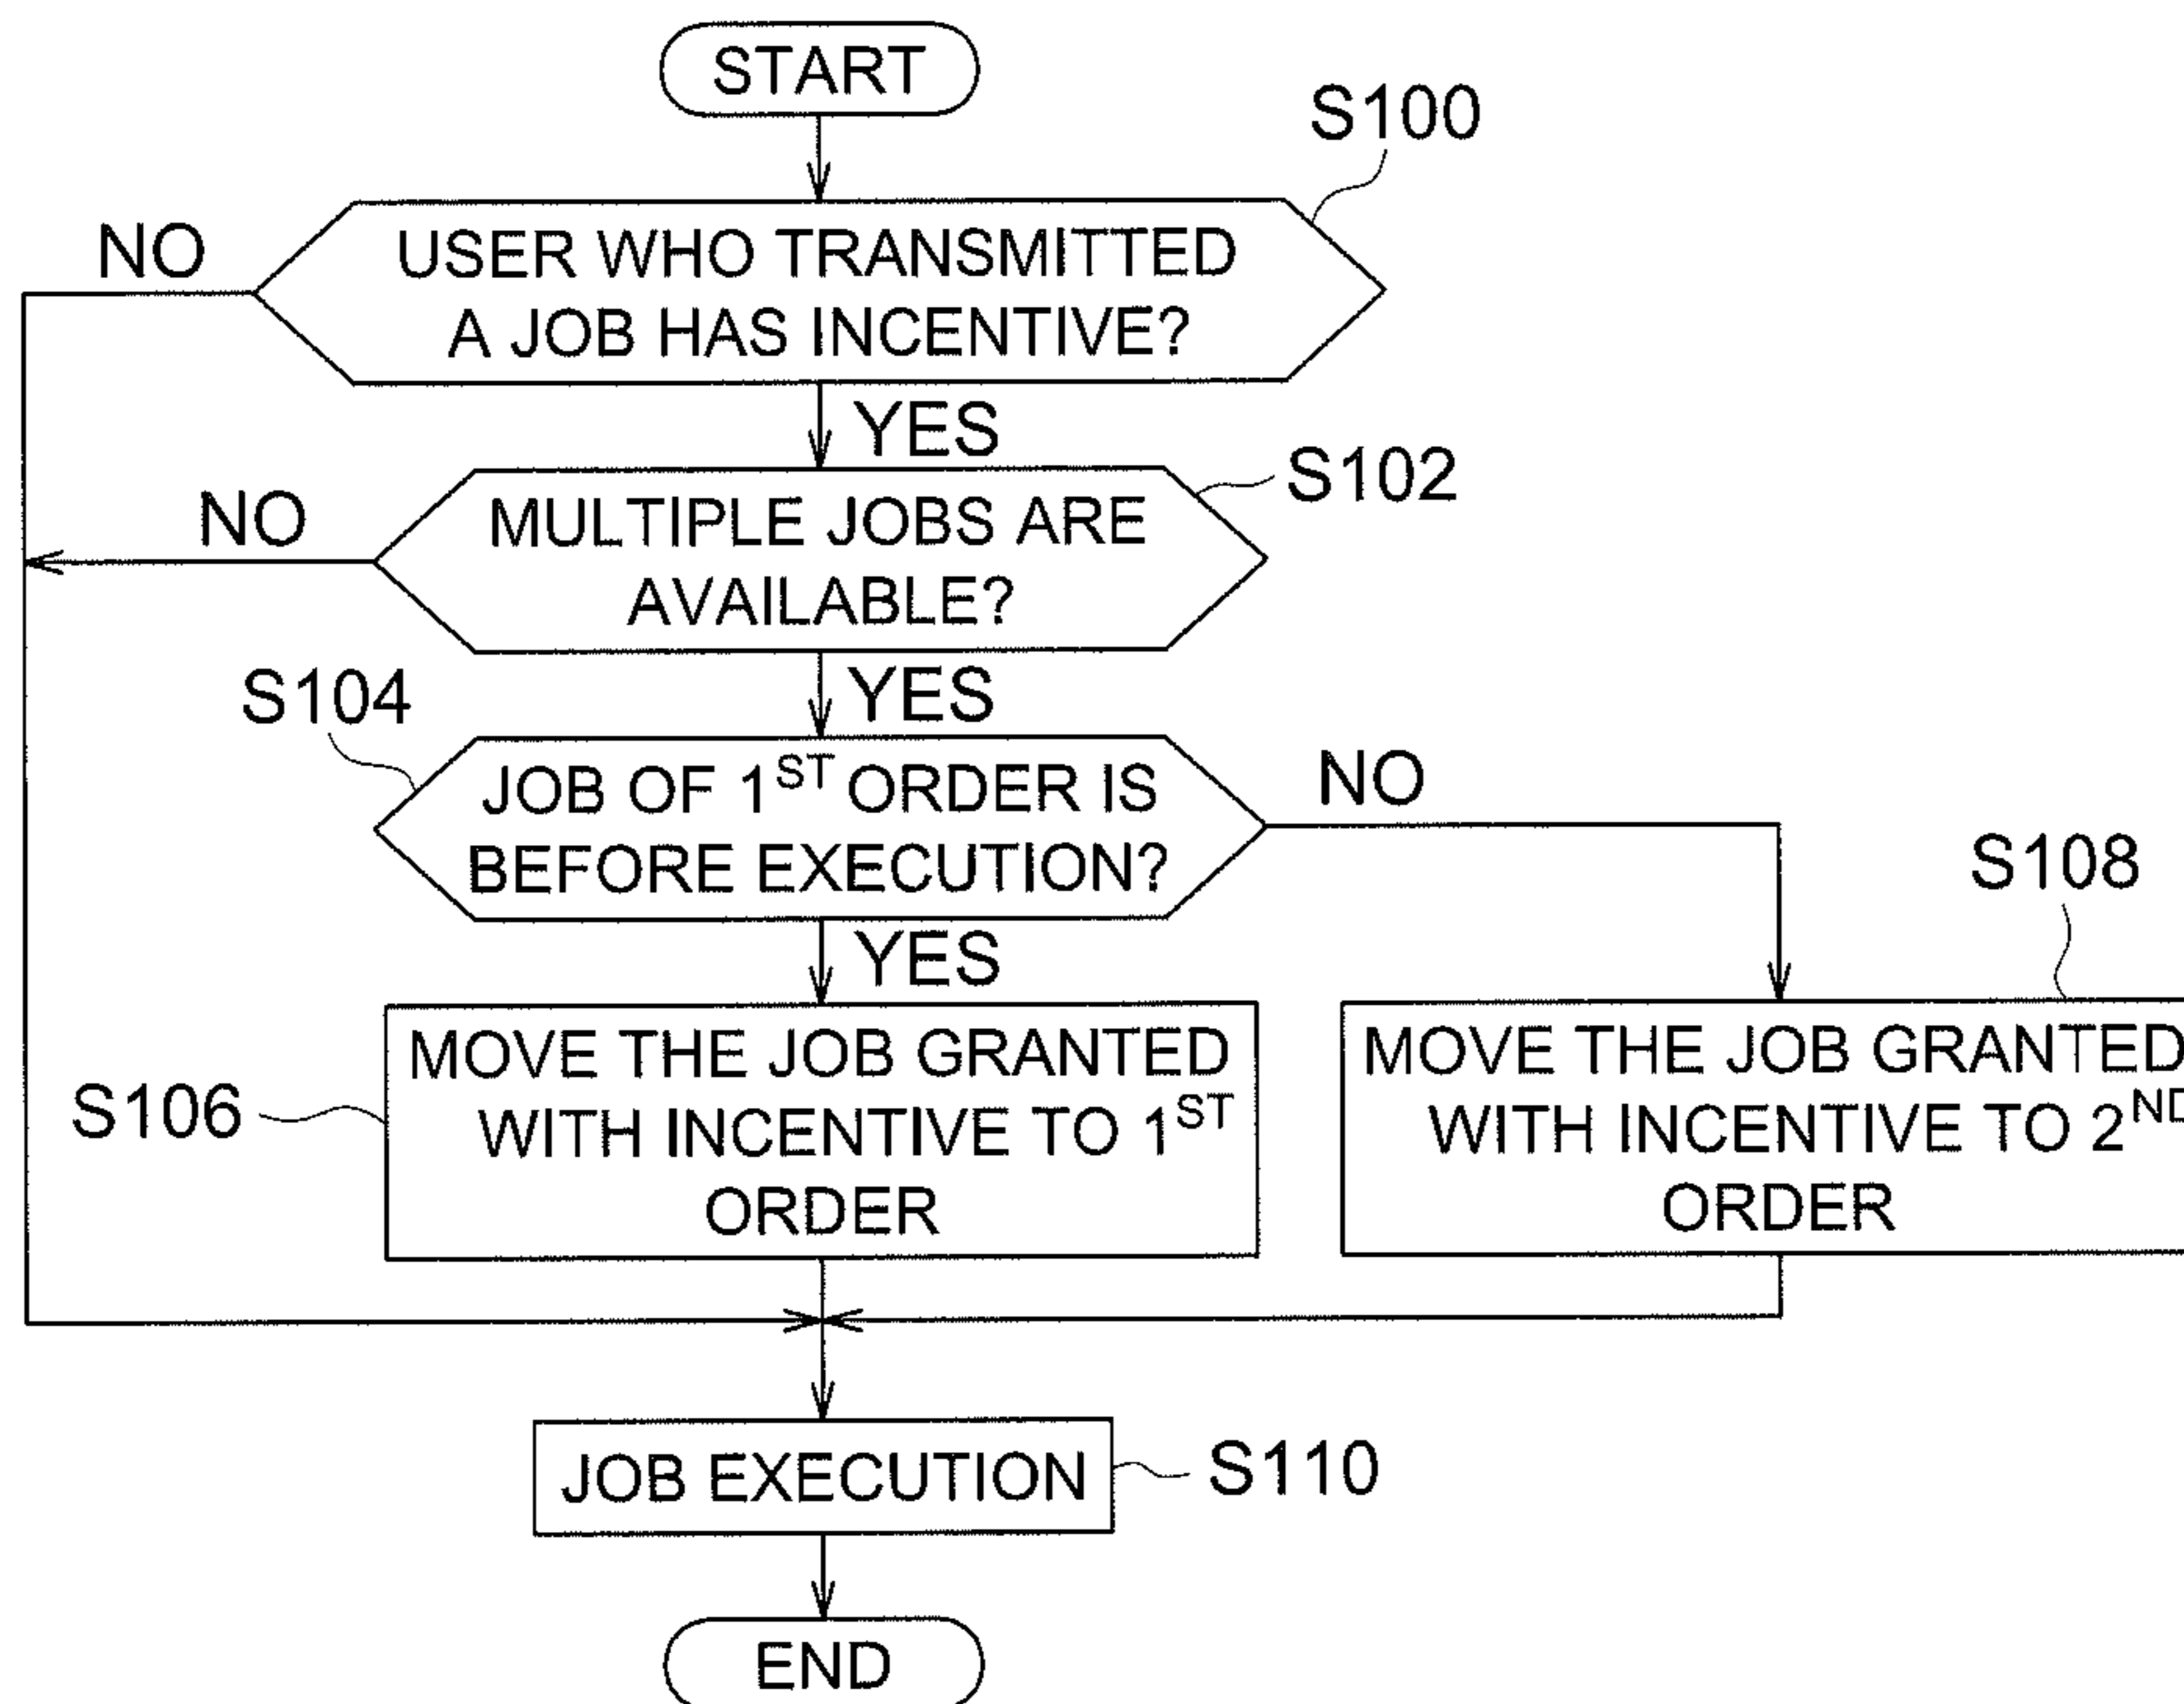 START
S100
NO
USER WHO TRANSMITTED
A JOB HAS INCENTIVE?
YES
S102
NO
MULTIPLE JOBS ARE
AVAILABLE?
S104
YES
JOB OF 1ST ORDER IS
BEFORE EXECUTION?
NO
S108
YES
MOVE THE JOB GRANTED
WITH INCENTIVE TO 1ST
ORDER
S106
MOVE THE JOB GRANTED
WITH INCENTIVE TO 2ND
ORDER
JOB EXECUTION
S110
END